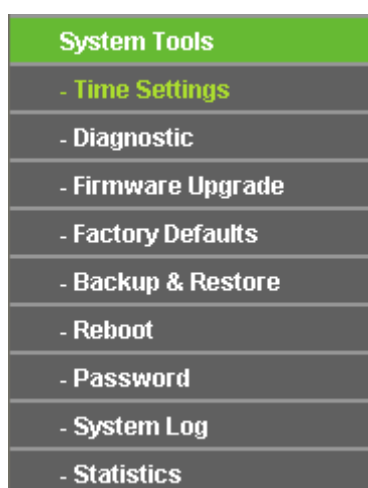 System Tools
- Time Settings
- Diagnostic
- Firmware Upgrade
- Factory Defaults
- Backup & Restore
- Reboot
- Password
- System Log
- Statistics